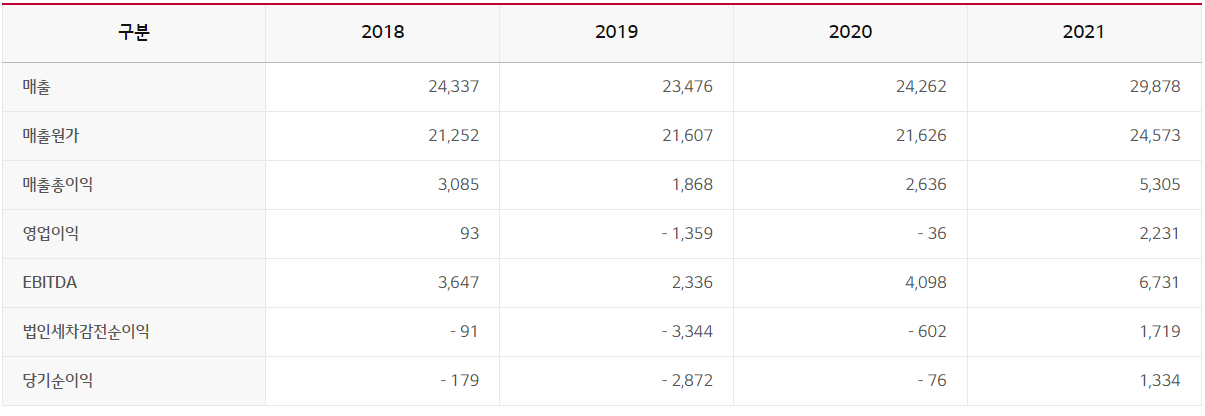 구분 2018 2019 2020 2021
매출 24,337 23,476 24,262 29,878
매출원가 21,252 21,607 21,626 24,573
매출총이익 3,085 1,868 2,636 5,305
영업이익 93 - 1,359 - 36 2,231
EBITDA 3,647 2,336 4,098 6,731
법인세차감전순이익 - 91 - 3,344 - 602 1,719
당기순이익 - 179 - 2,872 - 76 1,334